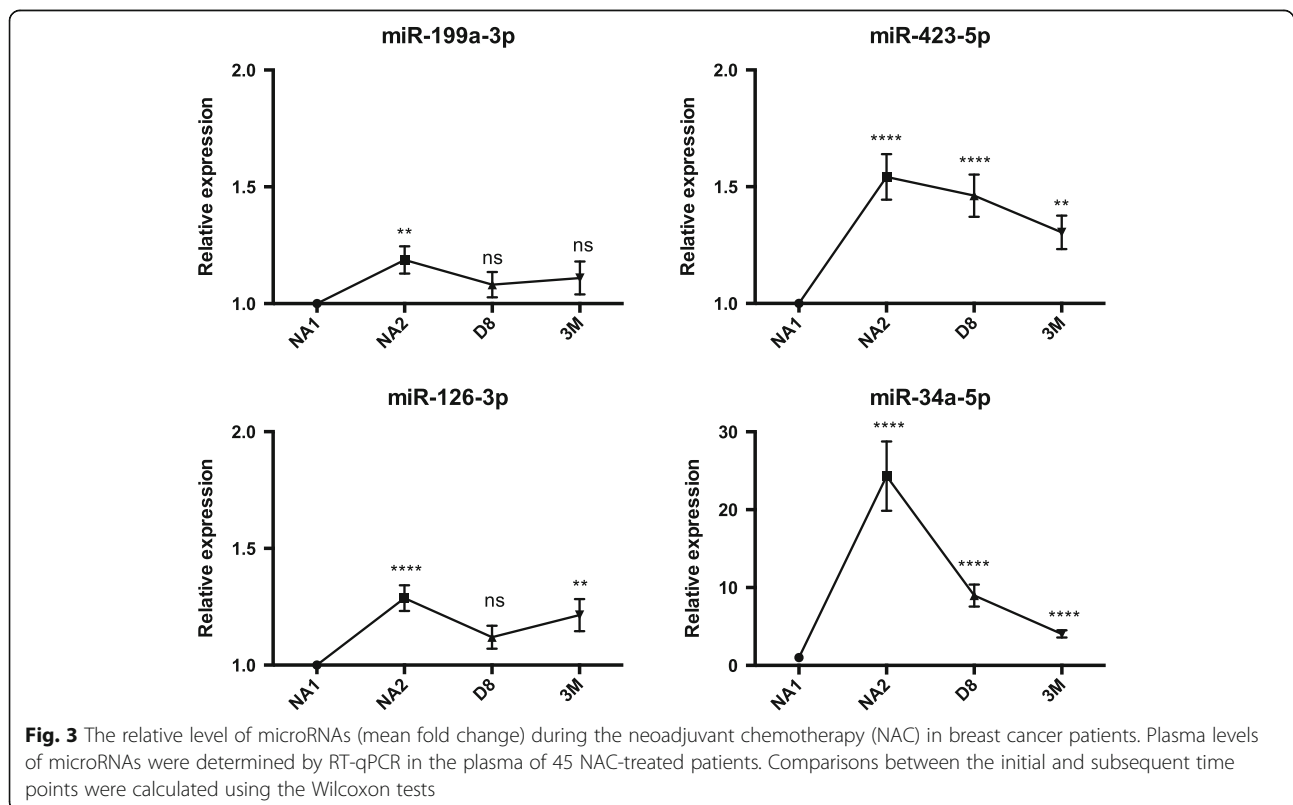 miR-199a-3p
2.0
1.5
1.0
Relative expression
**
ns
ns
NA1
NA2
D8
3M
miR-423-5p
2.0
1.5
1.0
Relative expression
****
****
**
NA1
NA2
D8
3M
miR-126-3p
2.0
1.5
1.0
Relative expression
****
ns
**
NA1
NA2
D8
3M
miR-34a-5p
30
20
10
0
Relative expression
****
****
****
NA1
NA2
D8
3M
Fig. 3 The relative level of microRNAs (mean fold change) during the neoadjuvant chemotherapy (NAC) in breast cancer patients. Plasma levels
of microRNAs were determined by RT-qPCR in the plasma of 45 NAC-treated patients. Comparisons between the initial and subsequent time
points were calculated using the Wilcoxon tests